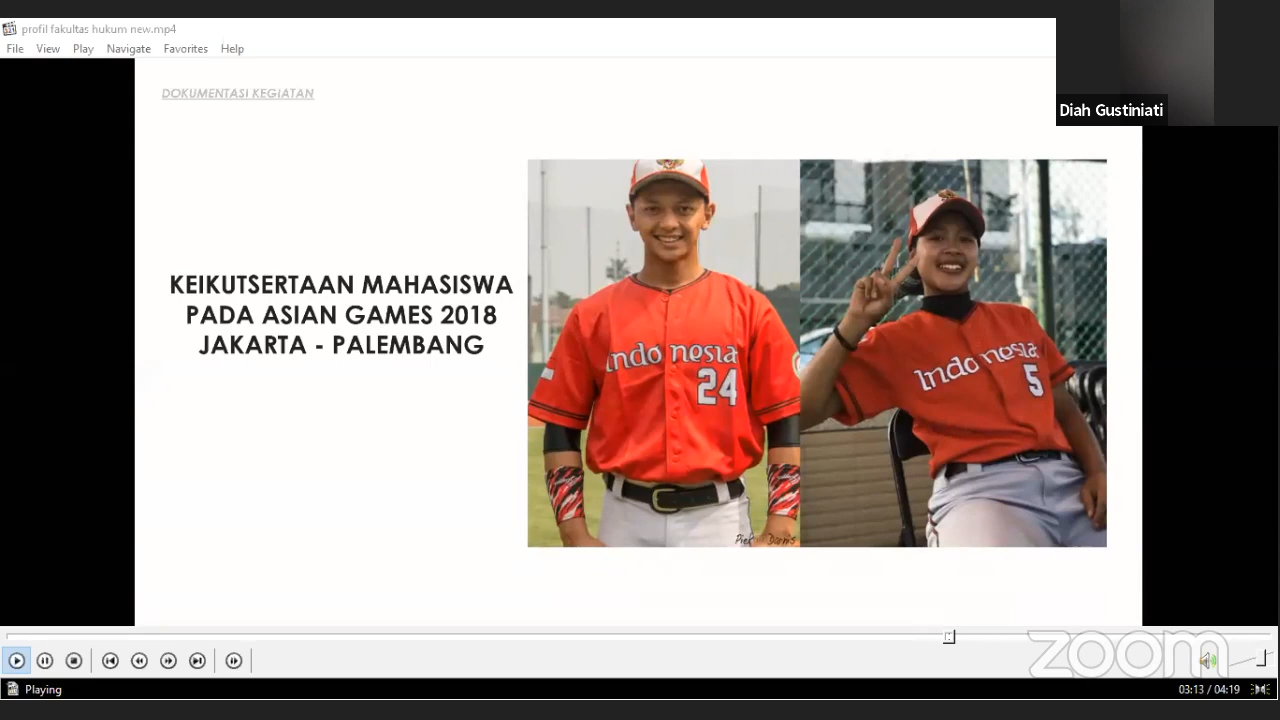 profil fakultas hukum new.mp4
File View Play Navigate Favorites Help
Diah Gustiniati
DOKUMENTASI KEGIATAN
KEIKUTSERTAAN MAHASISWA
PADA ASIAN GAMES 2018
JAKARTA - PALEMBANG
Indonesia
24
Indonesia
5
zoom
Playing
03:13 / 04:19